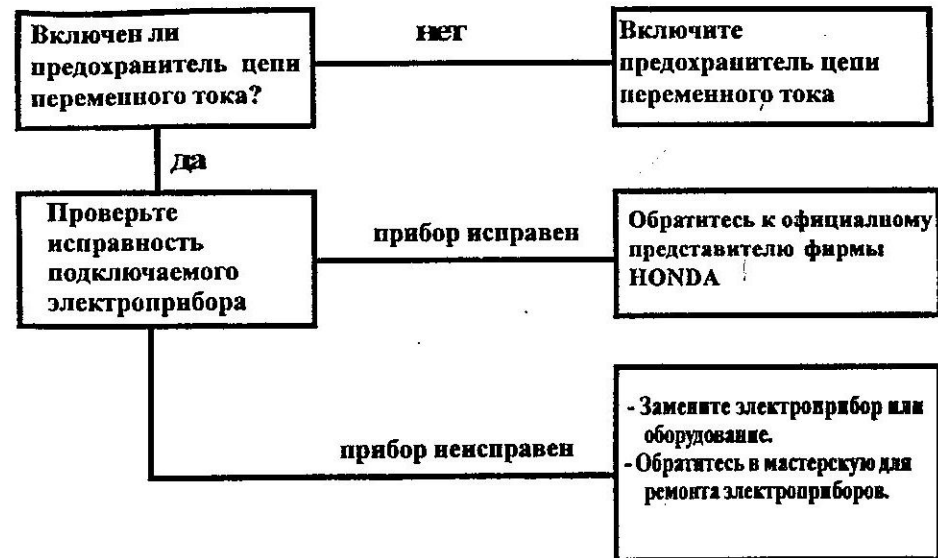 Включен ли
предохранитель цепи
переменного тока?
нет
Включите
предохранитель цепи
переменного тока
да
Проверьте
исправность
подключаемого
электроприбора
прибор исправен
Обратитесь к официалному
представителю фирмы
HONDA
прибор неисправен
- Замените электроприбор или
оборудование.
- Обратитесь в мастерскую для
ремонта электроприборов.